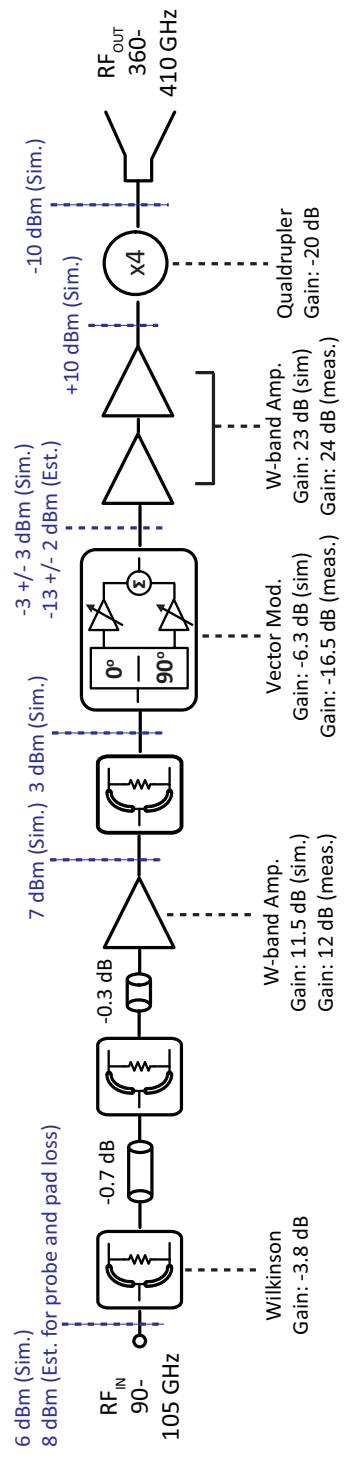 6 dBm (Sim.)
8 dBm (Est. for probe and pad loss)
7 dBm (Sim.)
3 dBm (Sim.)
-3 +/- 3 dBm (Sim.)
-13 +/- 2 dBm (Est.)
+10 dBm (Sim.)
-10 dBm (Sim.)
RFIN
90-
105 GHz
-0.7 dB
-0.3 dB
0°
90°
Σ
x4
RFOUT
360-
410 GHz
Wilkinson
Gain: -3.8 dB
W-band Amp.
Gain: 11.5 dB (sim.)
Gain: 12 dB (meas.)
Vector Mod.
Gain: -6.3 dB (sim)
Gain: -16.5 dB (meas.)
W-band Amp.
Gain: 23 dB (sim)
Gain: 24 dB (meas.)
Qualdrupler
Gain: -20 dB